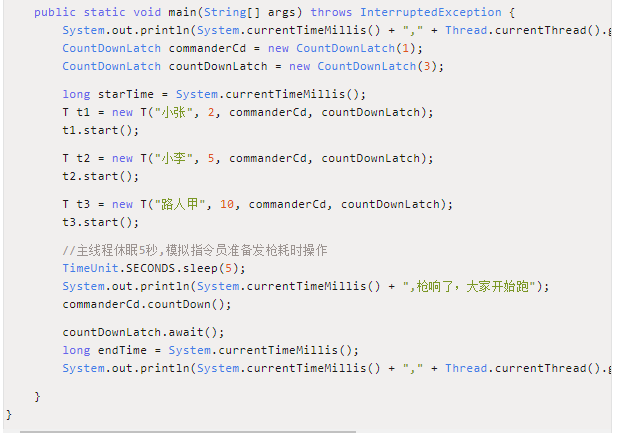 public static void main(String[] args) throws InterruptedException {
System.out.println(System.currentTimeMillis() + "," + Thread.currentThread().g
CountDownLatch commanderCd = new CountDownLatch(1);
CountDownLatch countDownLatch = new CountDownLatch(3);
long starTime = System.currentTimeMillis();
T t1 = new T("小张", 2, commanderCd, countDownLatch);
t1.start();
T t2 = new T("小李", 5, commanderCd, countDownLatch);
t2.start();
T t3 = new T("路人甲", 10, commanderCd, countDownLatch);
t3.start();
//主线程休眠5秒,模拟指令员准备发枪耗时操作
TimeUnit.SECONDS.sleep(5);
System.out.println(System.currentTimeMillis() + ",枪响了，大家开始跑");
commanderCd.countDown();
countDownLatch.await();
long endTime = System.currentTimeMillis();
System.out.println(System.currentTimeMillis() + "," + Thread.currentThread().g
}
}